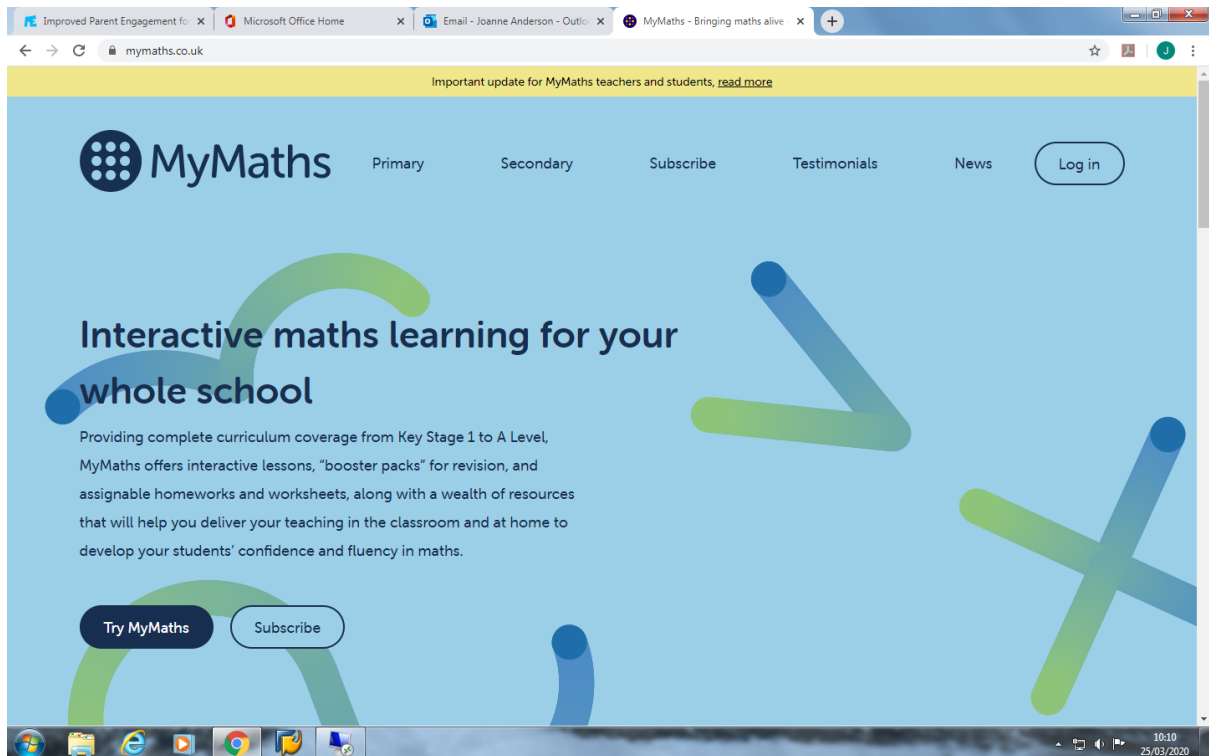 Improved Parent Engagement fo
Microsoft Office Home
Email - Joanne Anderson - Outlo
MyMaths - Bringing maths alive -
mymaths.co.uk
J
Important update for MyMaths teachers and students, read more
MyMaths
Primary
Secondary
Subscribe
Testimonials
News
Log in
Interactive maths learning for your
whole school
Providing complete curriculum coverage from Key Stage 1 to A Level,
MyMaths offers interactive lessons, “booster packs” for revision, and
assignable homeworks and worksheets, along with a wealth of resources
that will help you deliver your teaching in the classroom and at home to
develop your students’ confidence and fluency in maths.
Try MyMaths
Subscribe
10:10
25/03/2020